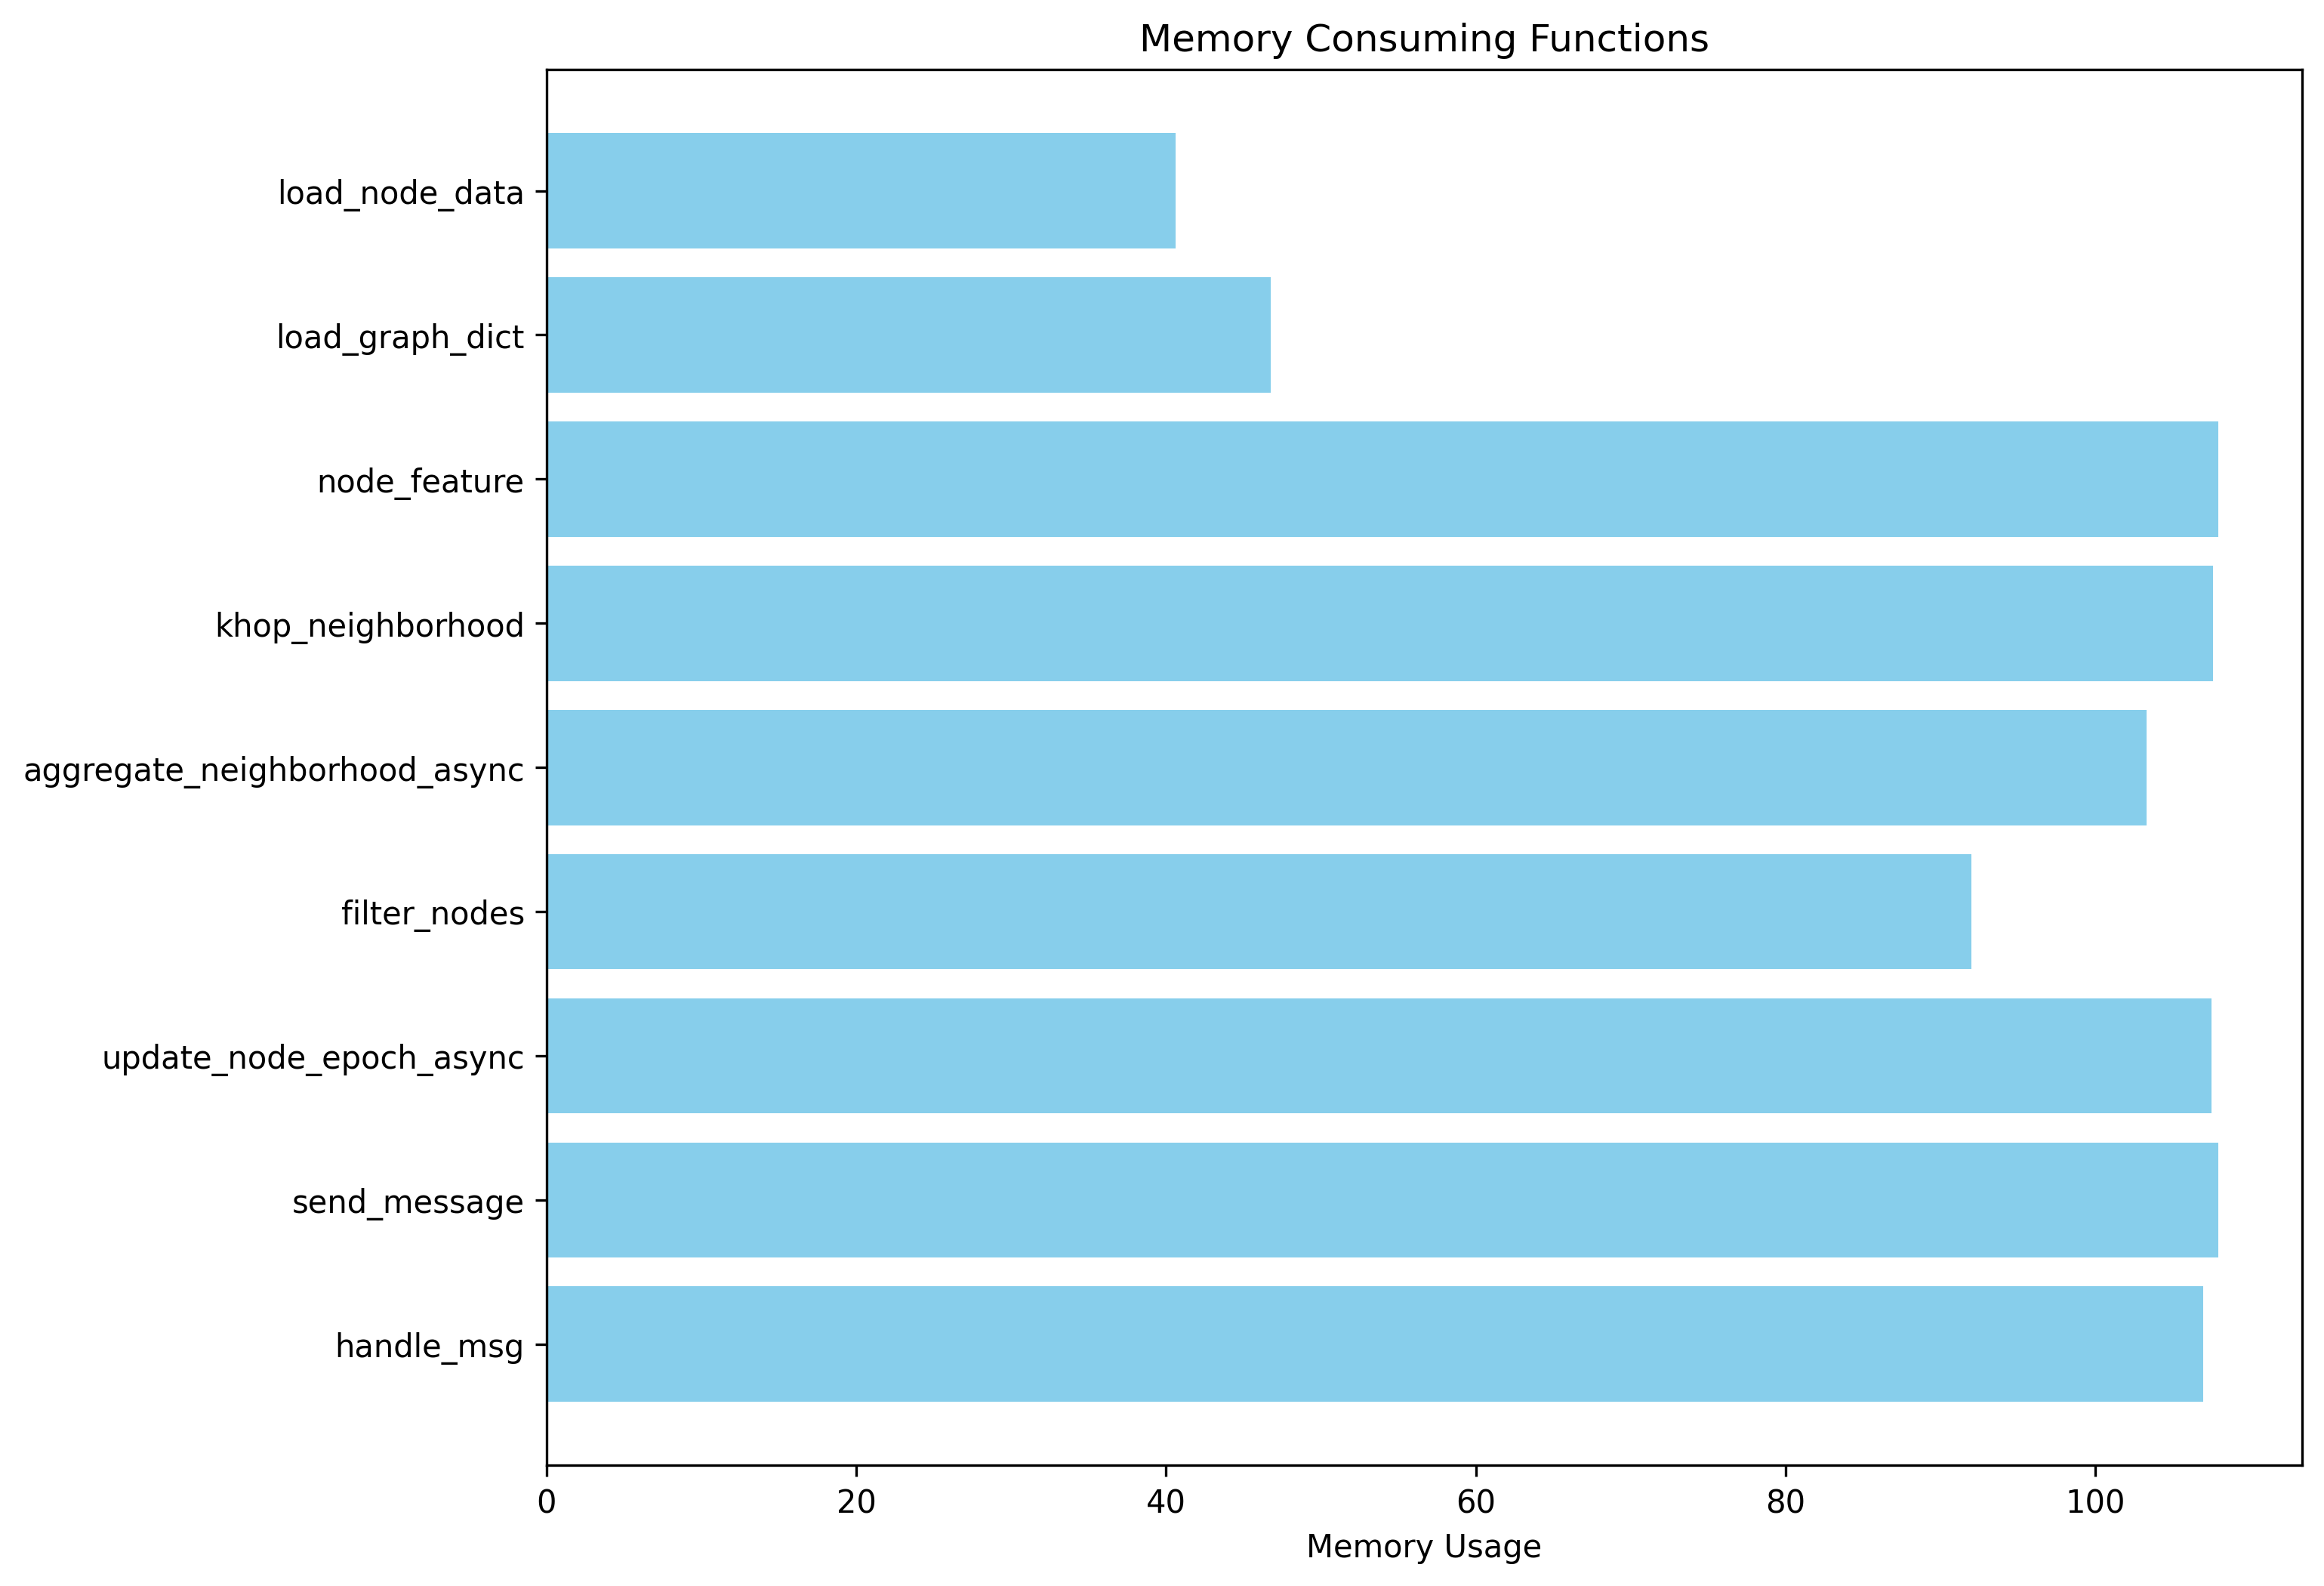 Memory Consuming Functions
load_node_data
load_graph_dict
node_feature
khop_neighborhood
aggregate_neighborhood_async
filter_nodes
update_node_epoch_async
send_message
handle_msg
0 20 40 60 80 100
Memory Usage